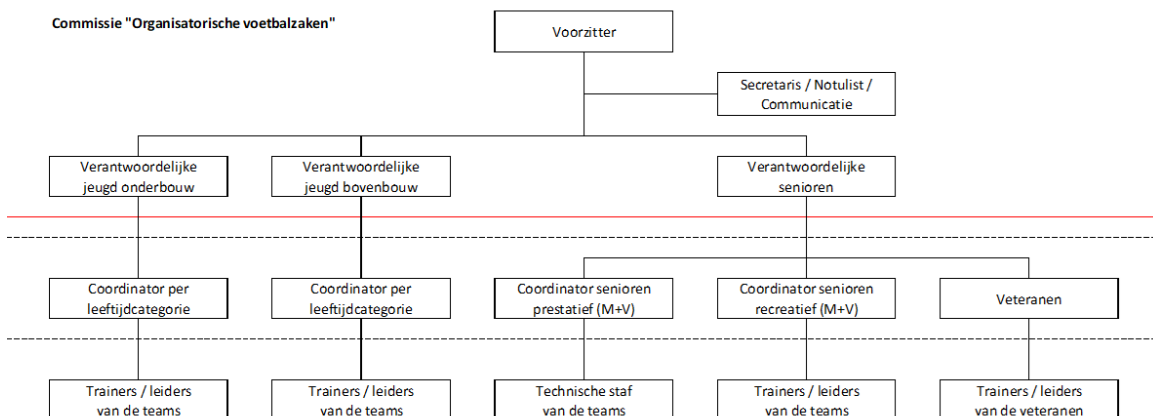 Commissie "Organisatorische voetbalzaken"
Voorzitter
Secretaris / Notulist /
Communicatie
Verantwoordelijke
jeugd onderbouw
Verantwoordelijke
jeugd bovenbouw
Verantwoordelijke
senioren
Coordinator per
leeftijdcategorie
Coordinator per
leeftijdcategorie
Coordinator senioren
prestatief (M+V)
Coordinator senioren
recreatief (M+V)
Veteranen
Trainers / leiders
van de teams
Trainers / leiders
van de teams
Technische staf
van de teams
Trainers / leiders
van de teams
Trainers / leiders
van de veteranen